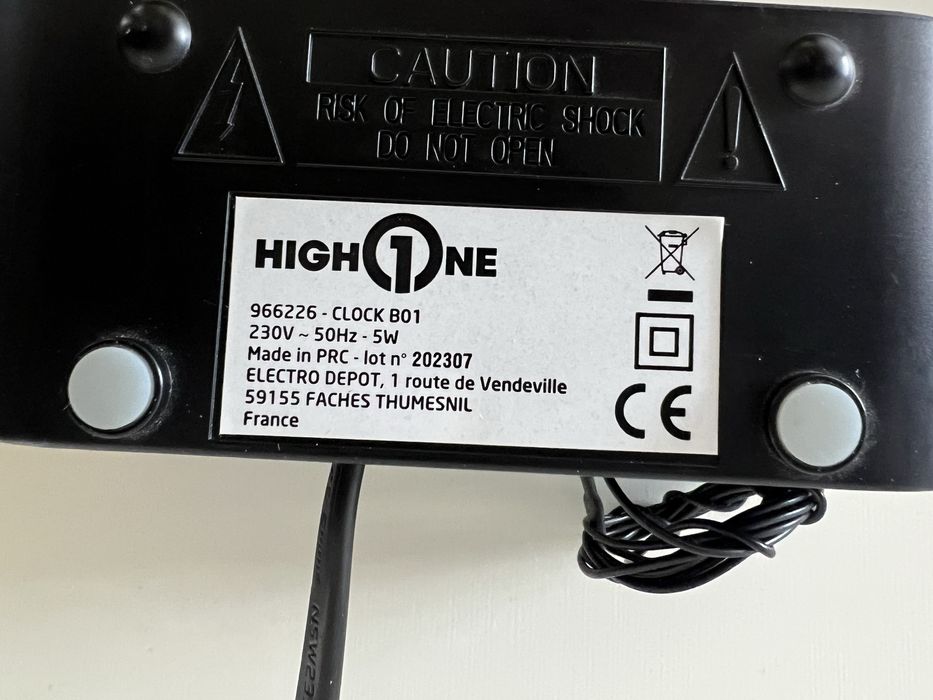 CAUTION
RISK OF ELECTRIC SHOCK
DO NOT OPEN
HIGH ONE
966226 - CLOCK B01
230V ~ 50Hz - 5W
Made in PRC - lot n° 202307
ELECTRO DEPOT, 1 route de Vendeville
59155 FACHES THUMESNIL
France
CE